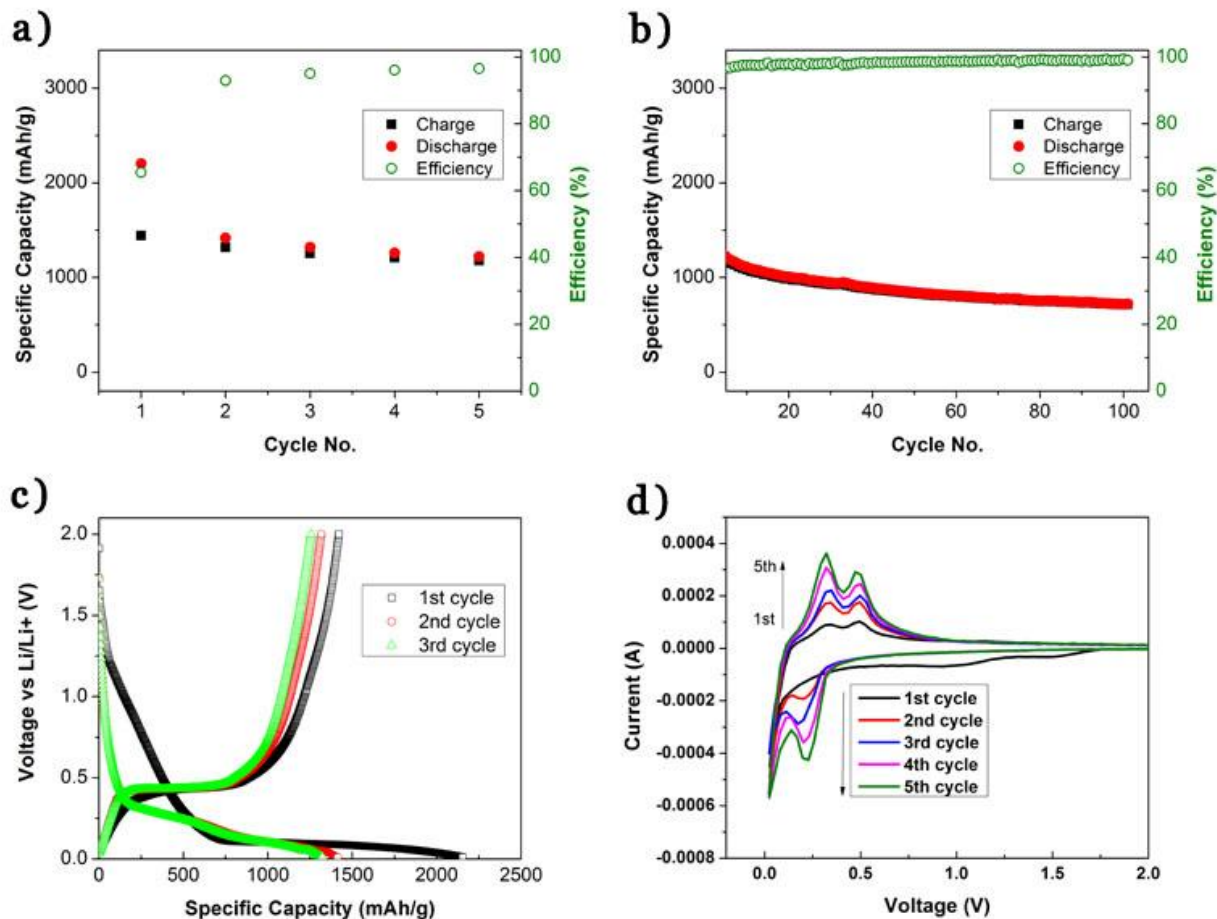 a)
Specific Capacity (mAh/g)
3000
2000
1000
0
Charge
Discharge
Efficiency
100
80
60
40
20
0
Efficiency (%)
1 2 3 4 5
Cycle No.
b)
Specific Capacity (mAh/g)
3000
2000
1000
0
Charge
Discharge
Efficiency
100
80
60
40
20
0
Efficiency (%)
20 40 60 80 100
Cycle No.
c)
Voltage vs Li/Li+ (V)
2.0
1.5
1.0
0.5
0.0
1st cycle
2nd cycle
3rd cycle
0 500 1000 1500 2000 2500
Specific Capacity (mAh/g)
d)
Current (A)
0.0004
0.0002
0.0000
-0.0002
-0.0004
-0.0006
-0.0008
5th
1st
1st cycle
2nd cycle
3rd cycle
4th cycle
5th cycle
0.0 0.5 1.0 1.5 2.0
Voltage (V)